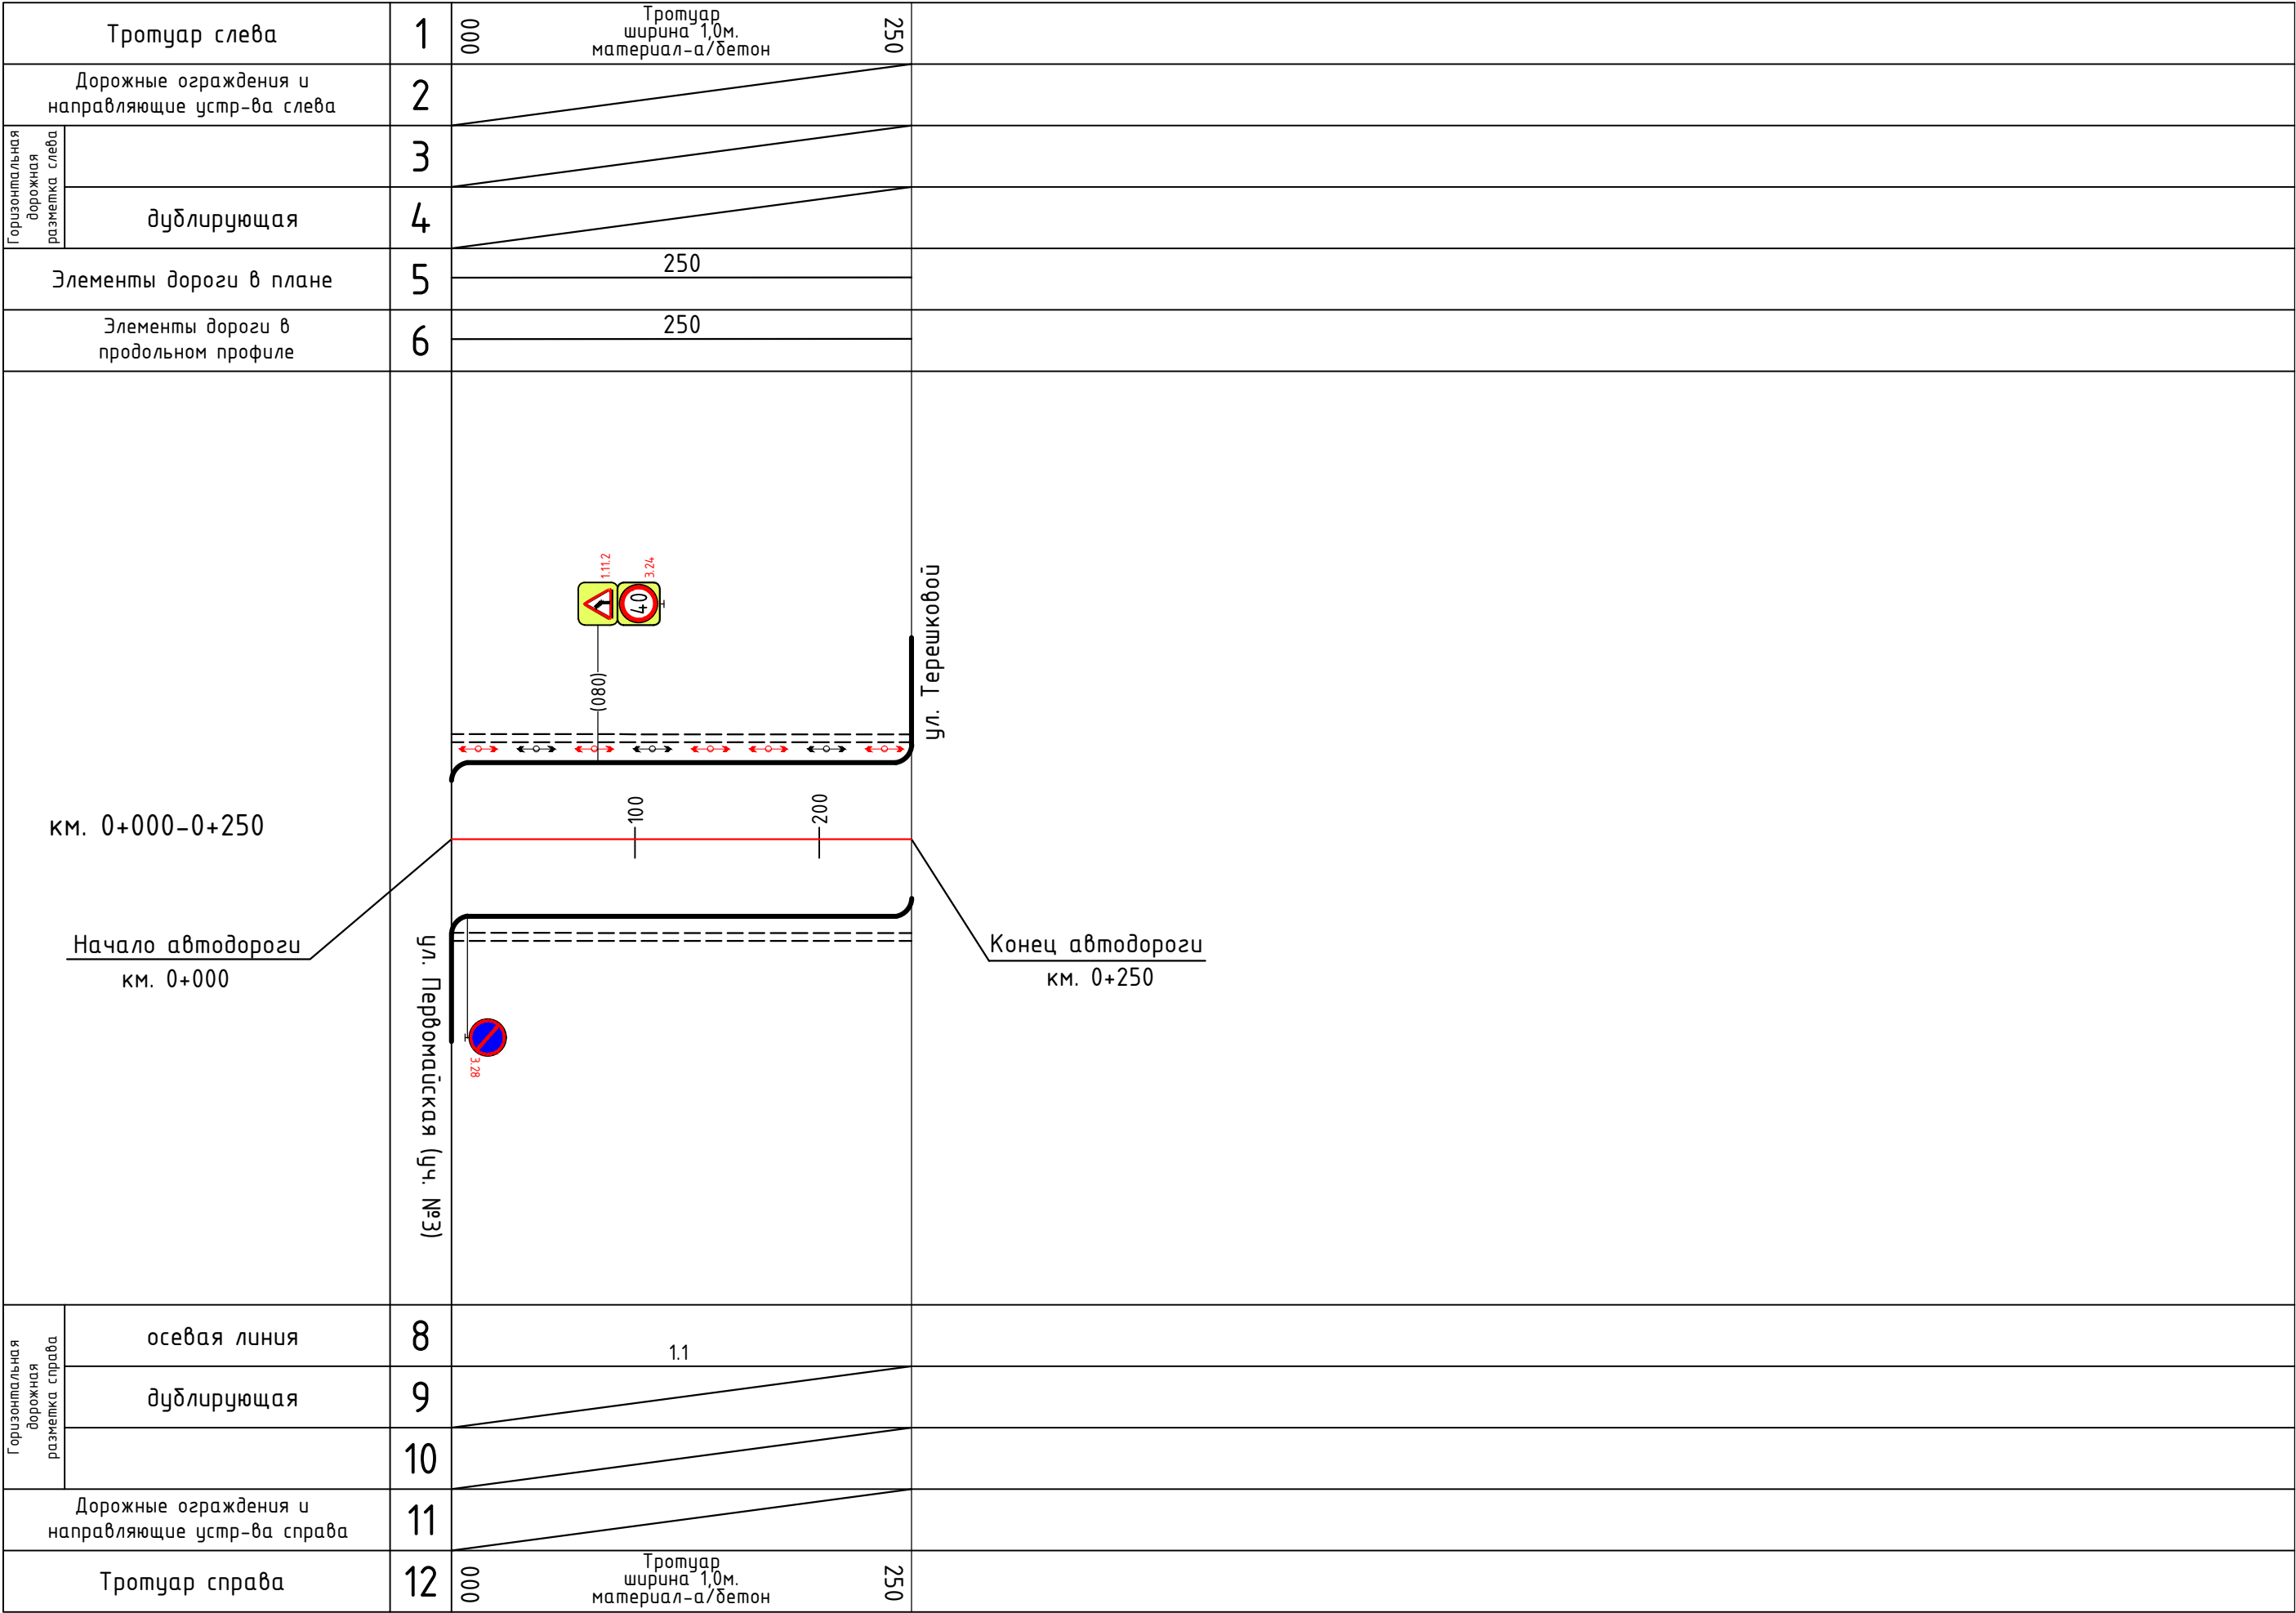 Тротуар слева
1
000
Тротуар
ширина 1,0м.
материал-а/бетон
250
Дорожные ограждения и
направляющие устр-ва слева
2
Горизонтальная
дорожная
разметка слева
3
дублирующая
4
Элементы дороги в плане
5
250
Элементы дороги в
продольном профиле
6
250
1.11.2
3.24
40
(080)
ул. Терешковой
100
200
км. 0+000-0+250
Начало автодороги
км. 0+000
ул. Первомайская (уч. №3)
3.28
Конец автодороги
км. 0+250
Горизонтальная
дорожная
разметка справа
осевая линия
8
1.1
дублирующая
9
10
Дорожные ограждения и
направляющие устр-ва справа
11
Тротуар справа
12
000
Тротуар
ширина 1,0м.
материал-а/бетон
250